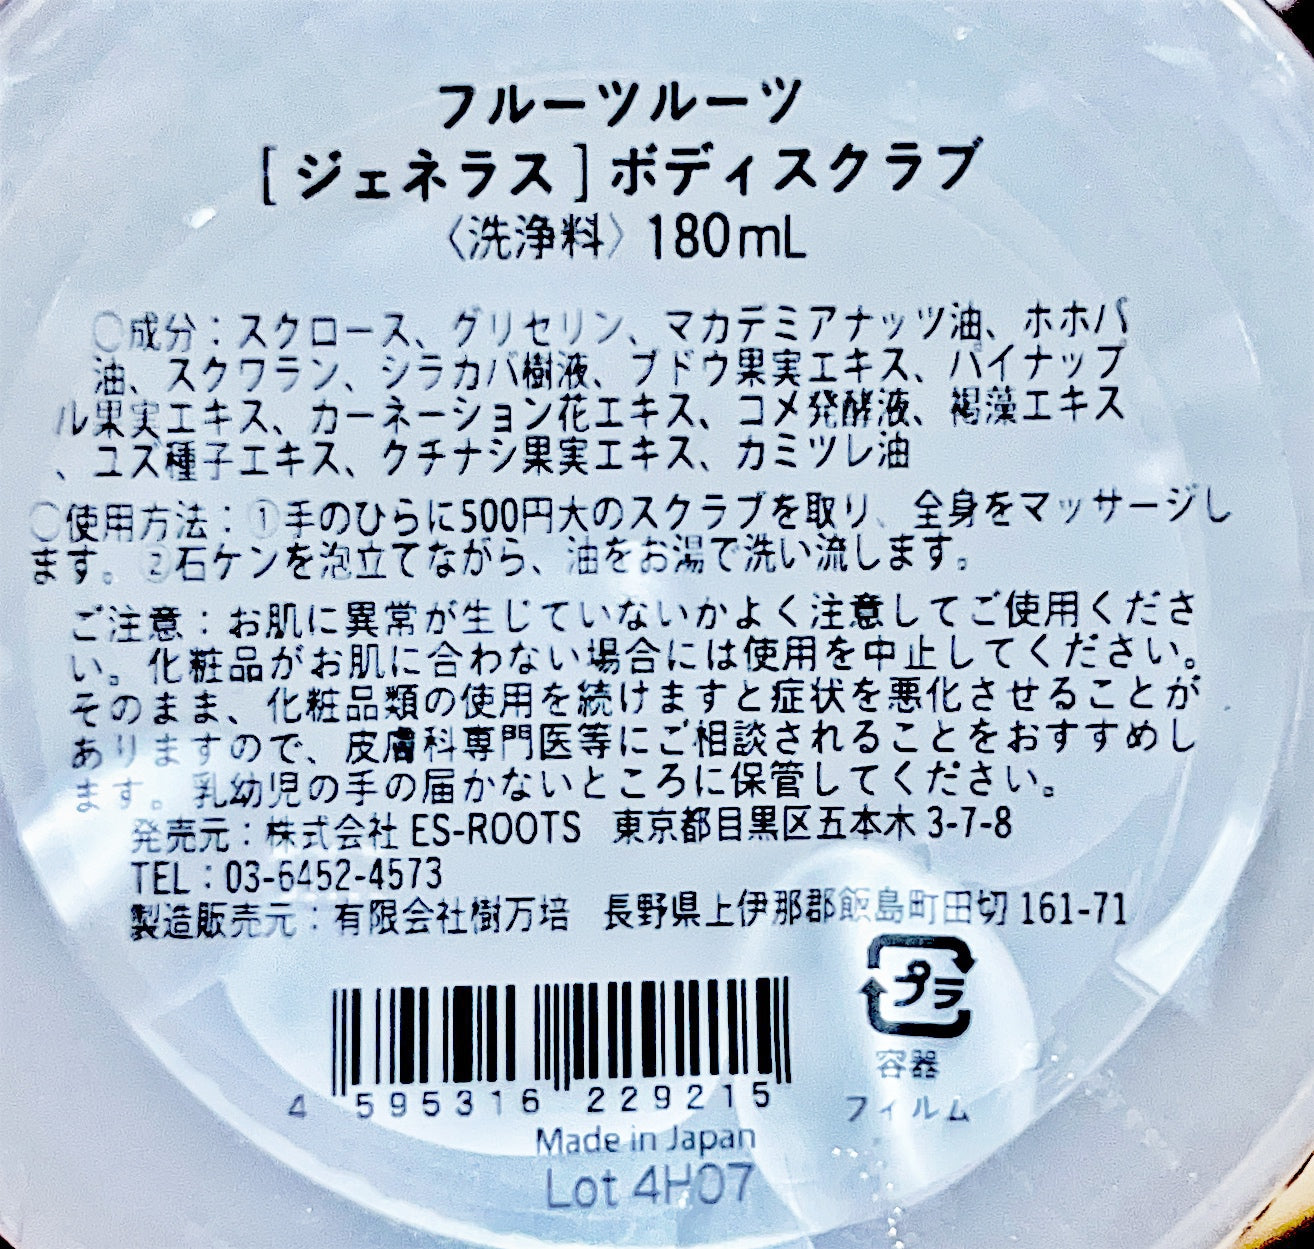 フルーツルーツ
[ジェネラス]ボディスクラブ
〈洗浄料〉180mL
○成分：スクロース、グリセリン、マカデミアナッツ油、ホホバ
油、スクワラン、シラカバ樹液、ブドウ果実エキス、パイナップ
ル果実エキス、カーネーション花エキス、コメ発酵液、褐藻エキス
、ユズ種子エキス、クチナシ果実エキス、カミツレ油
○使用方法：①手のひらに500円大のスクラブを取り、全身をマッサージし
ます。②石ケンを泡立てながら、油をお湯で洗い流します。
ご注意：お肌に異常が生じていないかよく注意してご使用くださ
い。化粧品がお肌に合わない場合には使用を中止してください。
そのまま、化粧品類の使用を続けますと症状を悪化させることが
ありますので、皮膚科専門医等にご相談されることをおすすめし
ます。乳幼児の手の届かないところに保管してください。
発売元：株式会社 ES-ROOTS 東京都目黒区五本木 3-7-8
TEL：03-6452-4573
製造販売元：有限会社樹万培 長野県上伊那郡飯島町田切 161-71
プラ
容器
フィルム
4 595316 229215
Made in Japan
Lot 4H07